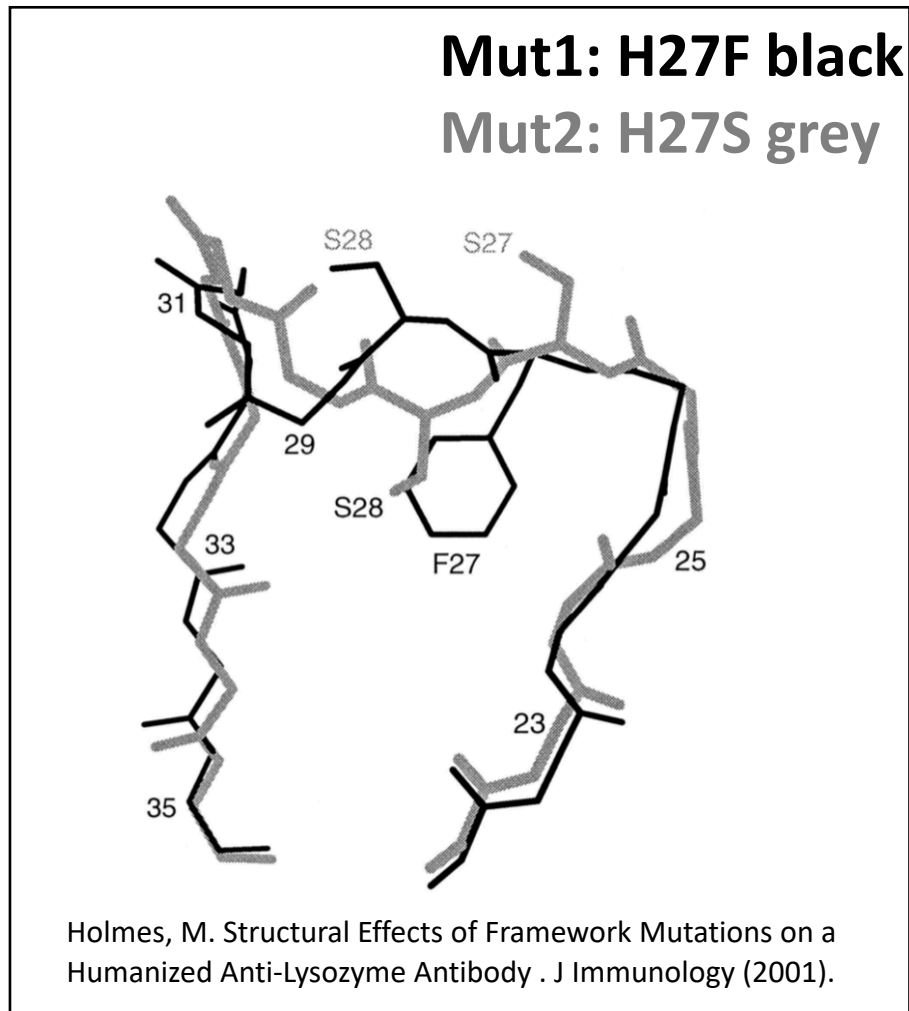 Mut1: H27F black
Mut2: H27S grey
S28
S27
31
29
S28
F27
33
25
23
35
Holmes, M. Structural Effects of Framework Mutations on a
Humanized Anti-Lysozyme Antibody . J Immunology (2001).